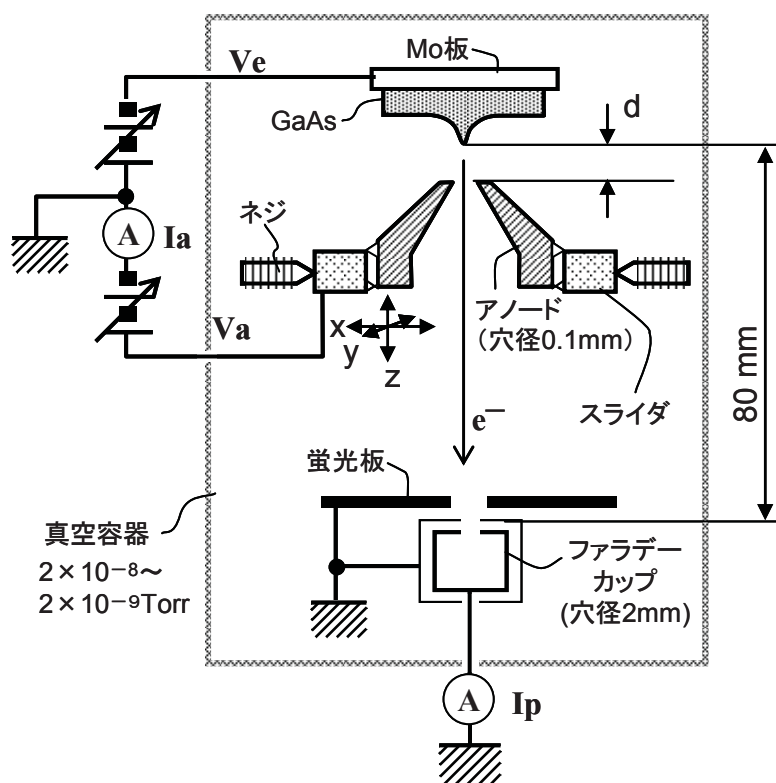 Ve
Mo板
GaAs
d
A
Ia
ネジ
Va
x
y
z
アノード
(穴径0.1mm)
80 mm
スライダ
e−
蛍光板
真空容器
2×10−8～
2×10−9Torr
ファラデー
カップ
(穴径2mm)
A
Ip